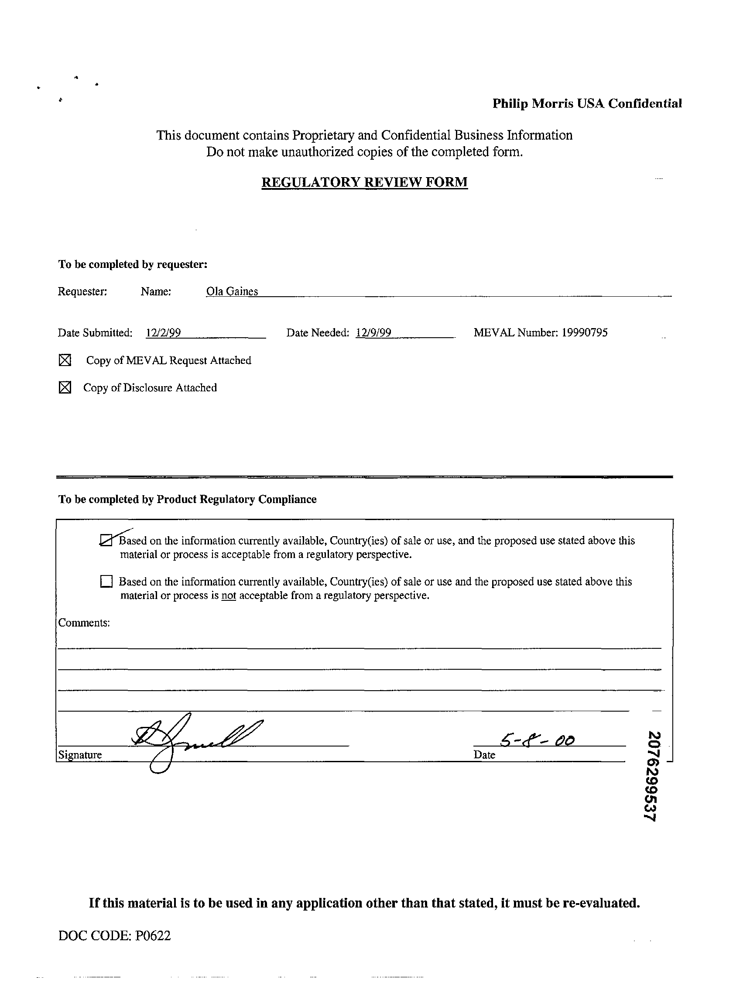 Philip Morris USA Confidential
This document contains Proprietary and Confidential Business Information
Do not make unauthorized copies of the completed form.
REGULATORY REVIEW FORM
To be completed by requester:
Requester: Name: Ola Gaines
Date Submitted: 12/2/99 Date Needed: 12/9/99 MEVAL Number: 19990795
Copy of MEVAL Request Attached
Copy of Disclosure Attached
To be completed by Product Regulatory Compliance
Based on the information currently available, Country(ies) of sale or use, and the proposed use stated above this
material or process is acceptable from a regulatory perspective.
Based on the information currently available, Country(ies) of sale or use and the proposed use stated above this
material or process is not acceptable from a regulatory perspective.
Comments:
5-8-00
Signature Date
2076299537
If this material is to be used in any application other than that stated, it must be re-evaluated.
DOC CODE: P0622